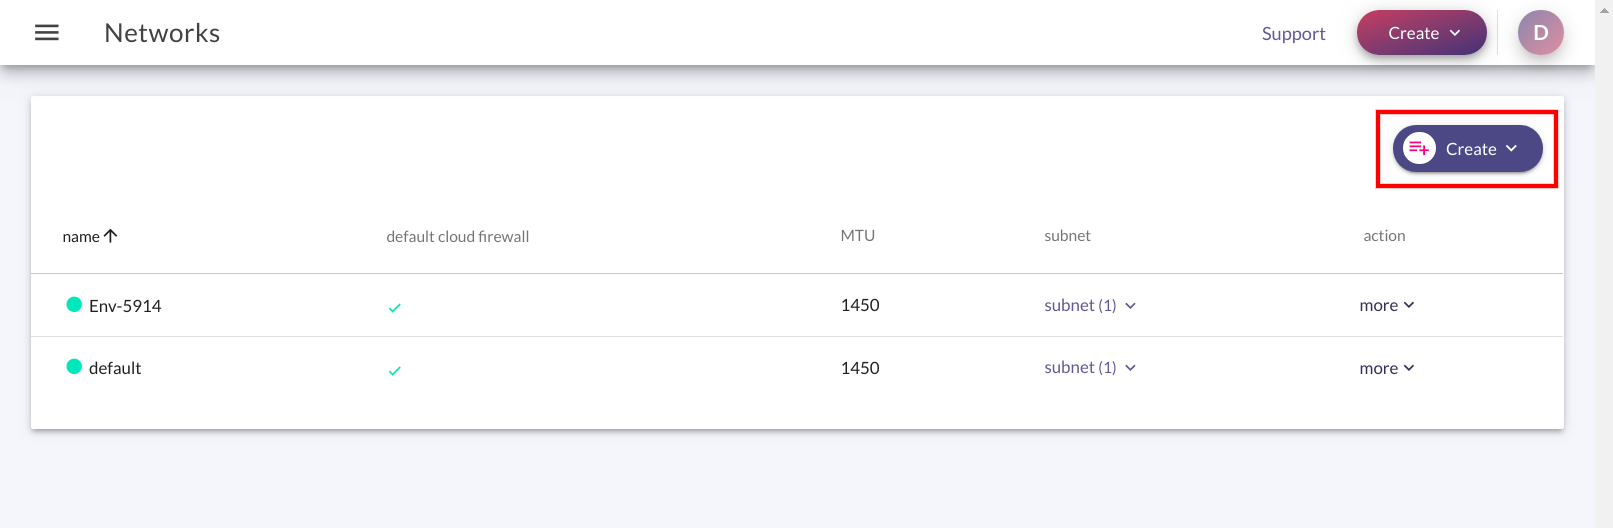 Networks
Support
Create
D
Create
name default cloud firewall MTU subnet action
Env-5914 1450 subnet (1) more
default 1450 subnet (1) more